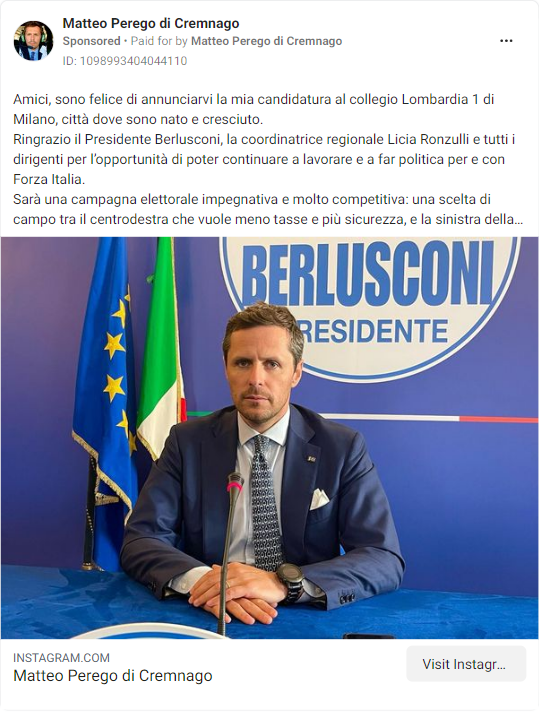 Matteo Perego di Cremnago
Sponsored • Paid for by Matteo Perego di Cremnago
ID: 1098993404044110
Amici, sono felice di annunciarvi la mia candidatura al collegio Lombardia 1 di
Milano, città dove sono nato e cresciuto.
Ringrazio il Presidente Berlusconi, la coordinatrice regionale Licia Ronzulli e tutti i
dirigenti per l'opportunità di poter continuare a lavorare e a far politica per e con
Forza Italia.
Sarà una campagna elettorale impegnativa e molto competitiva: una scelta di
campo tra il centrodestra che vuole meno tasse e più sicurezza, e la sinistra della...
BERLUSCONI
RESIDENTE
INSTAGRAM.COM
Matteo Perego di Cremnago
Visit Instagr...